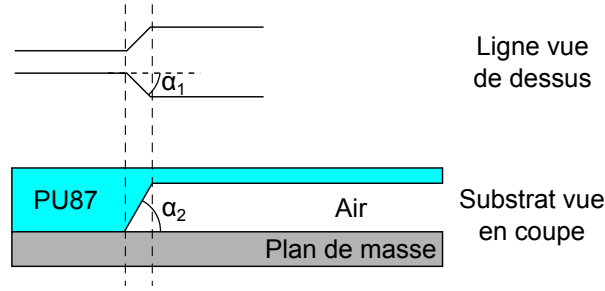 Ligne vue
de dessus
α1
PU87
α2
Air
Substrat vue
en coupe
Plan de masse